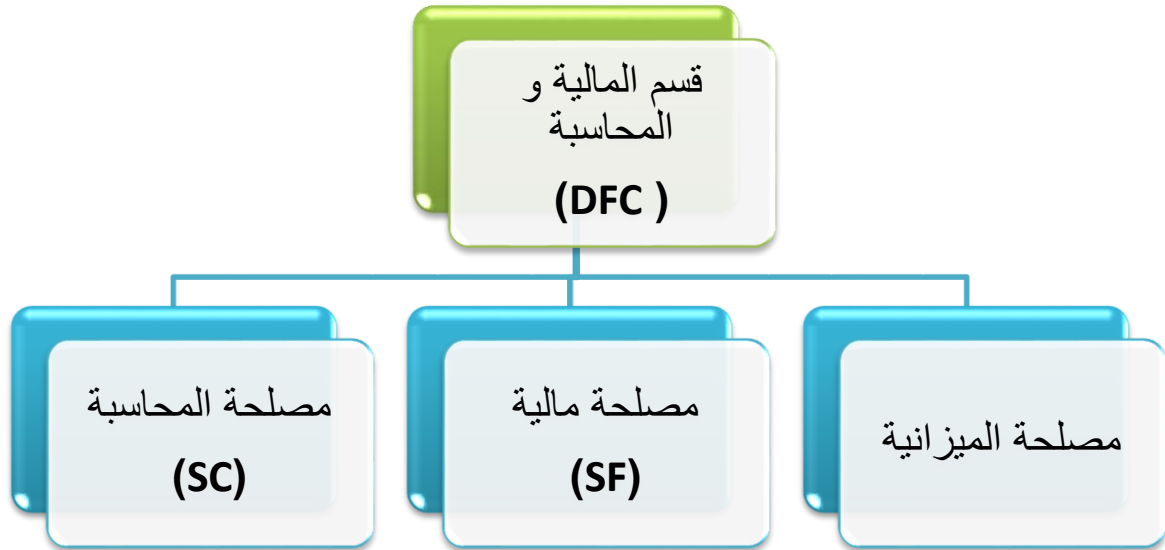 قسم المالية و
المحاسبة
(DFC )
مصلحة الميزانية
مصلحة مالية
(SF)
مصلحة المحاسبة
(SC)